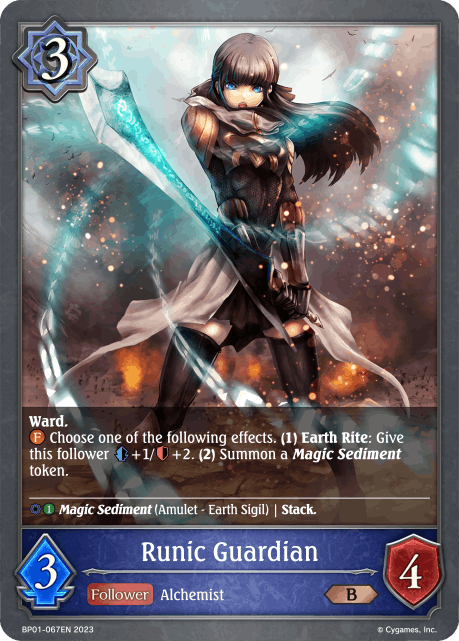 3
Ward.
F Choose one of the following effects. (1) Earth Rite: Give
this follower +1/ +2. (2) Summon a Magic Sediment
token.
1 Magic Sediment (Amulet - Earth Sigil) | Stack.
Runic Guardian
3
Follower Alchemist
B
4
BP01-067EN 2023
© Cygames, Inc.